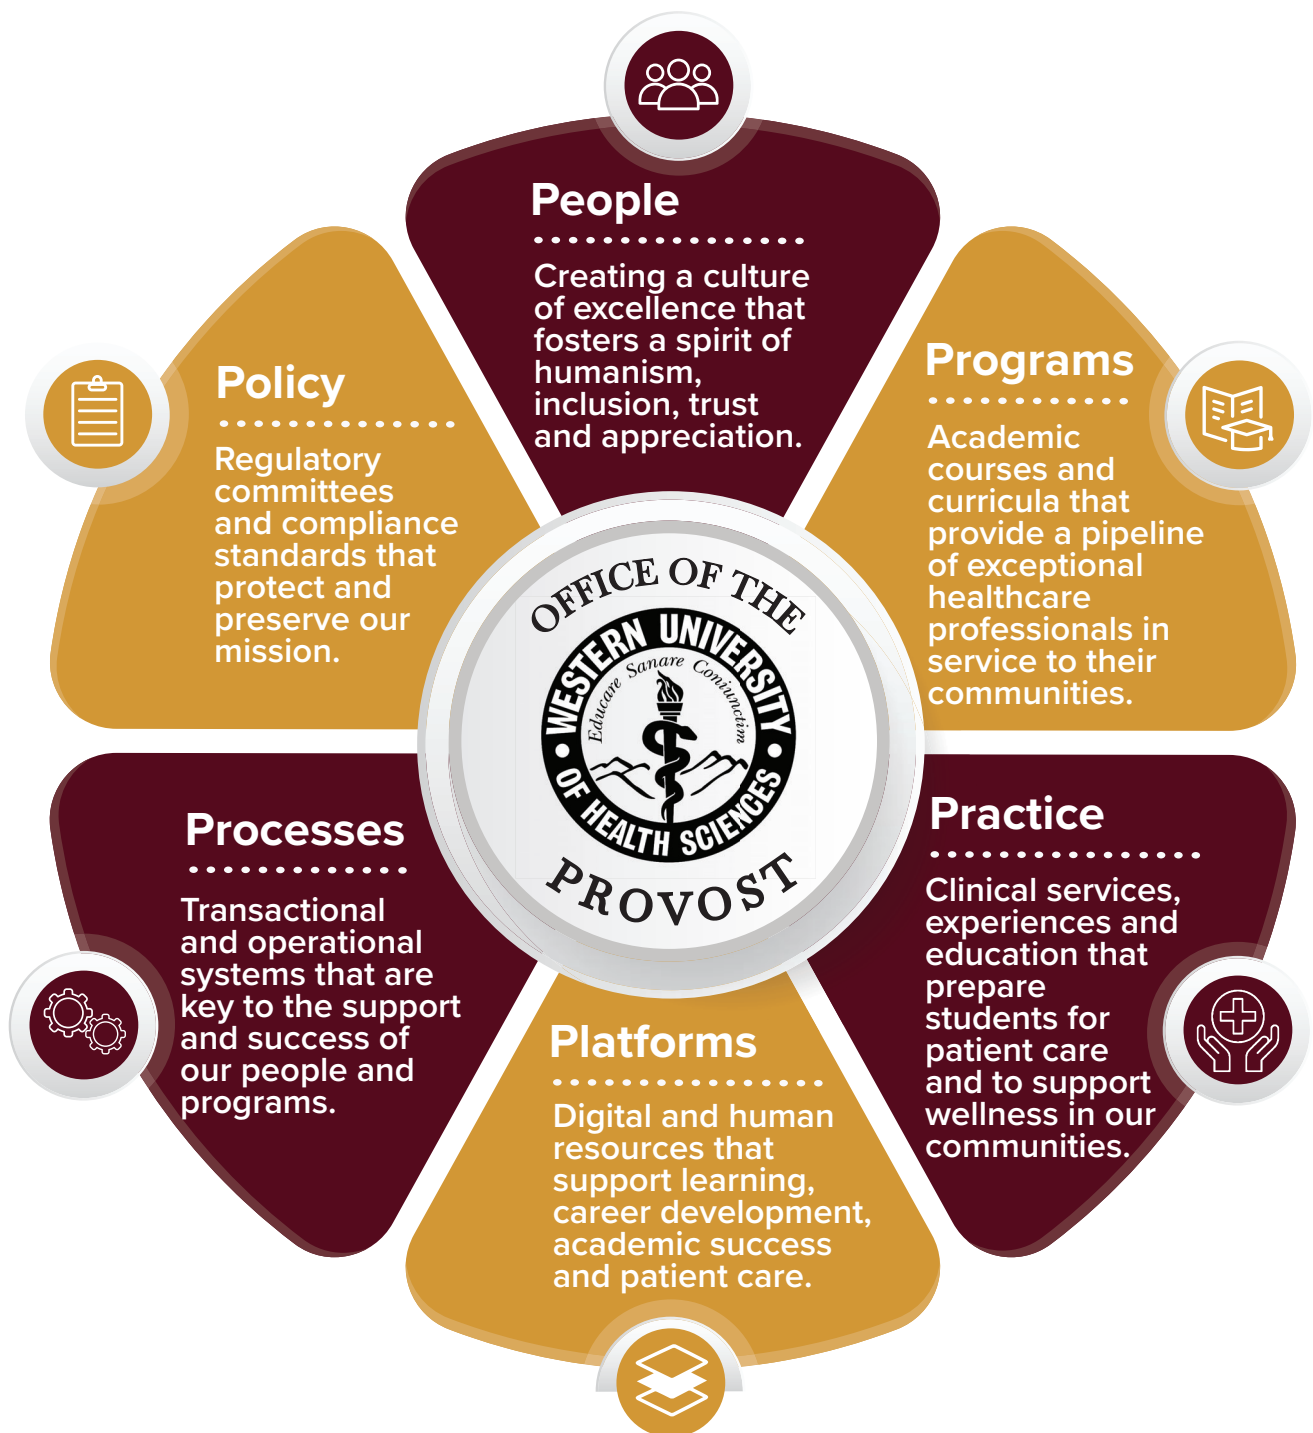 People
Creating a culture
of excellence that
fosters a spirit of
humanism,
inclusion, trust
and appreciation.
Programs
Academic
courses and
curricula that
provide a pipeline
of exceptional
healthcare
professionals in
service to their
communities.
Practice
Clinical services,
experiences and
education that
prepare
students for
patient care
and to support
wellness in our
communities.
Platforms
Digital and human
resources that
support learning,
career development,
academic success
and patient care.
Processes
Transactional
and operational
systems that are
key to the support
and success of
our people and
programs.
Policy
Regulatory
committees
and compliance
standards that
protect and
preserve our
mission.
OFFICE OF THE
WESTERN UNIVERSITY
Educare Sanare Coniunctim
OF HEALTH SCIENCES
PROVOST